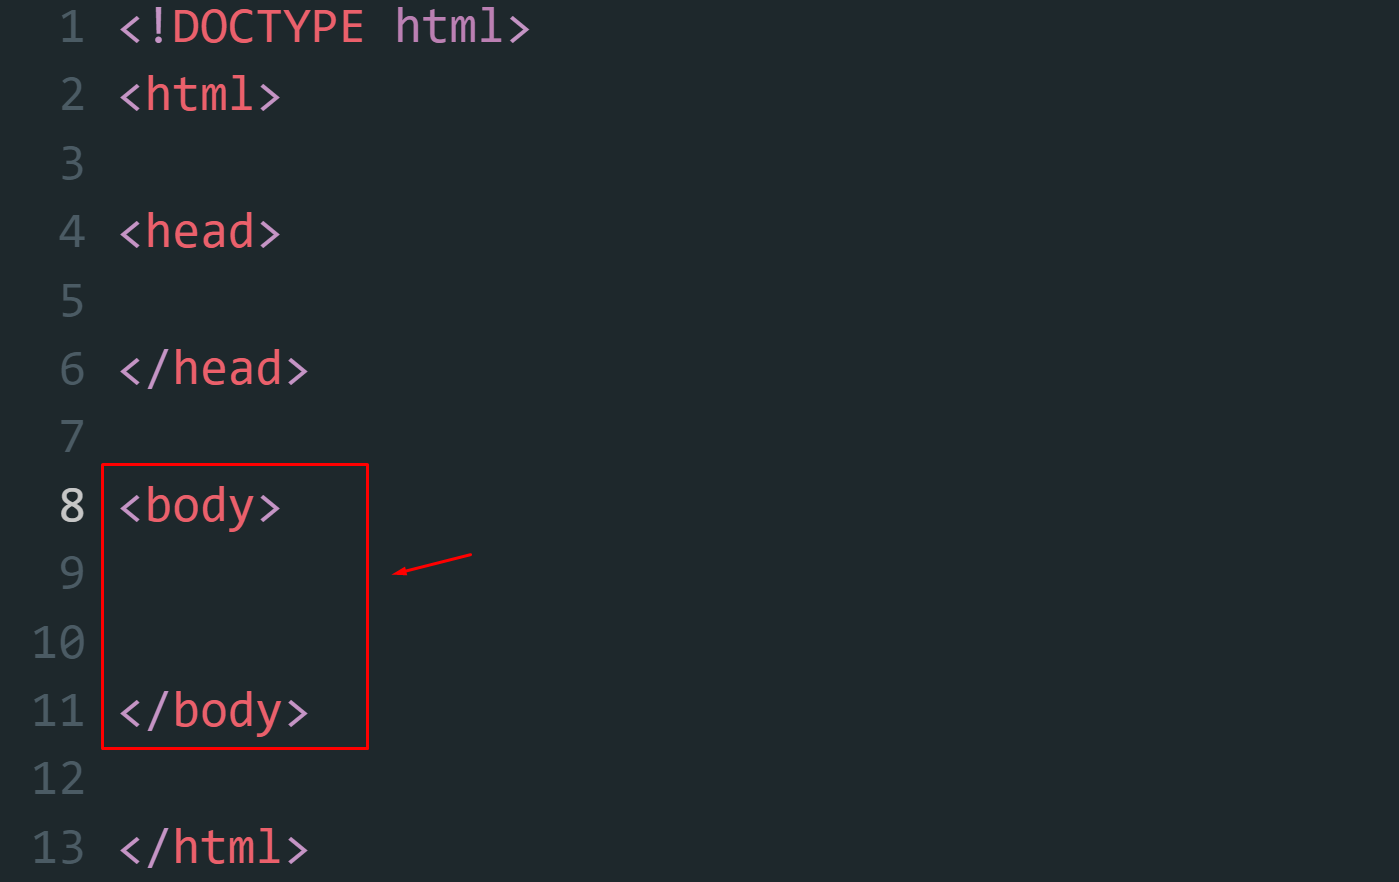 1 <!DOCTYPE html>
2 <html>
3
4 <head>
5
6 </head>
7
8 <body>
9
10
11 </body>
12
13 </html>